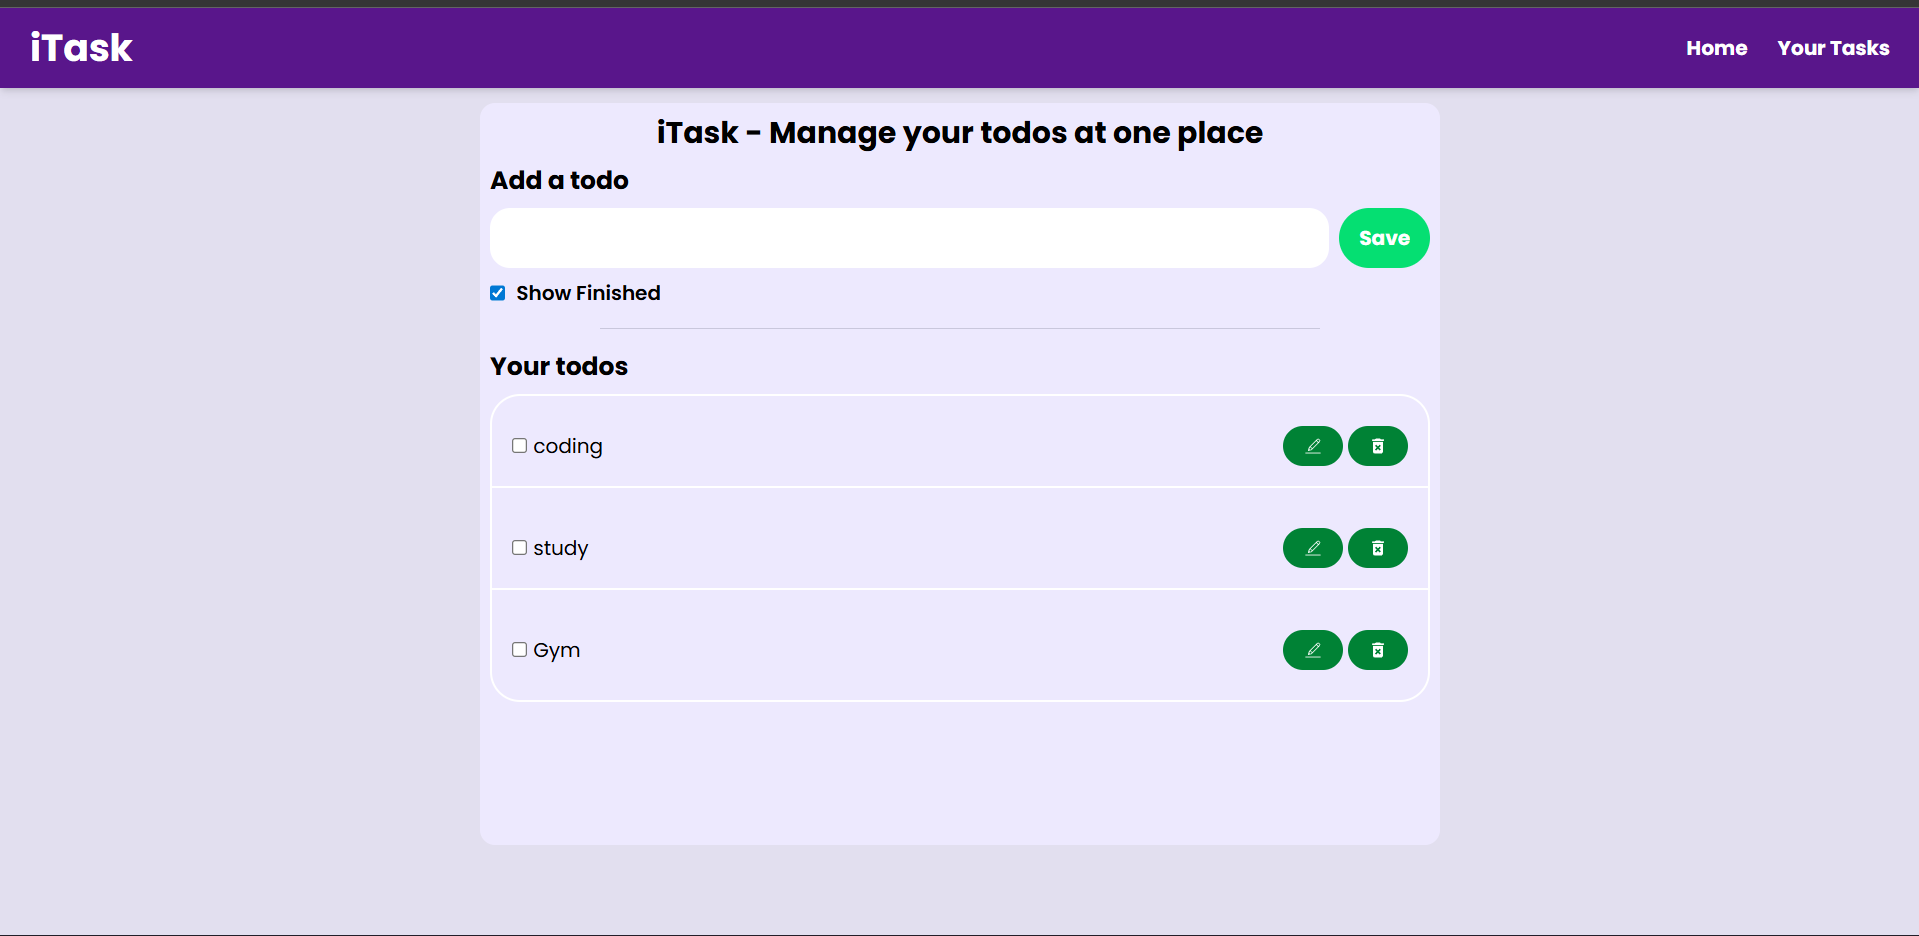 iTask
Home
Your Tasks
iTask - Manage your todos at one place
Add a todo
Save
Show Finished
Your todos
coding
study
Gym